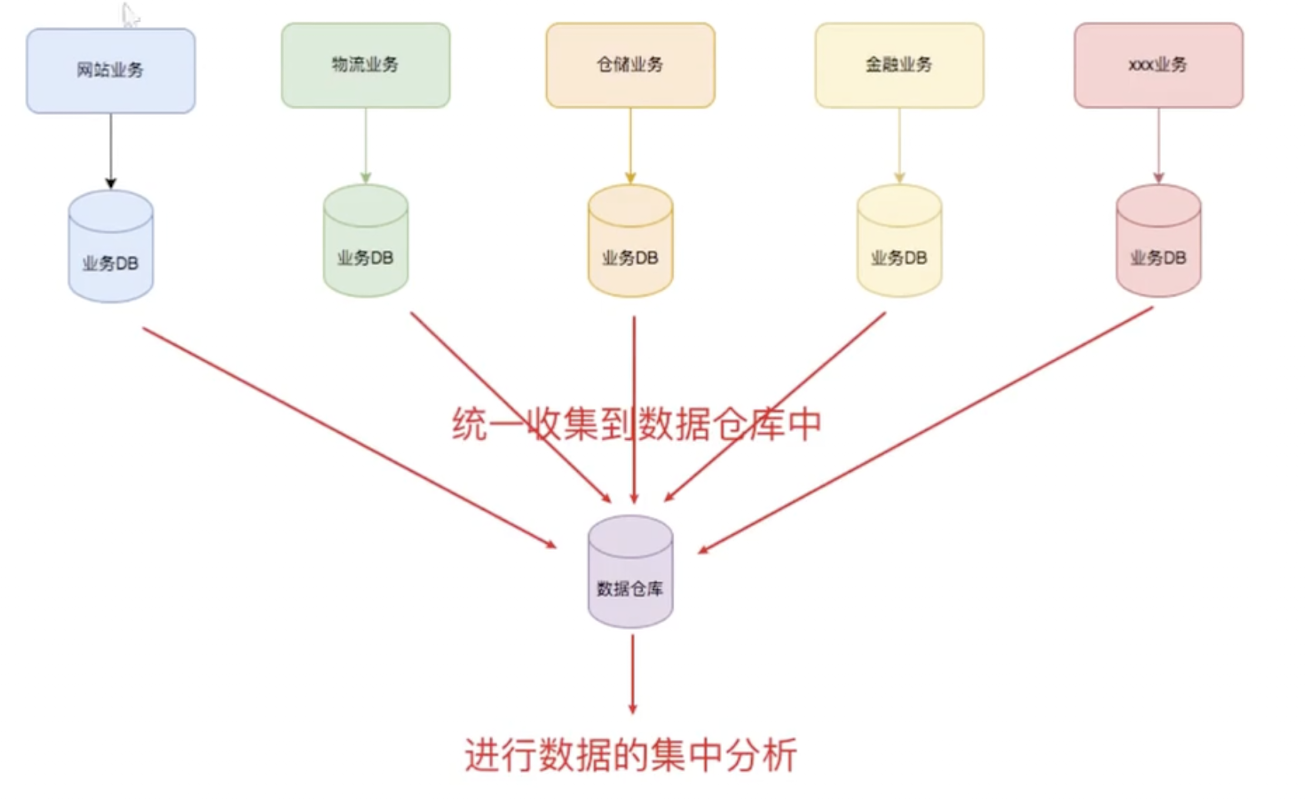 网站业务
物流业务
仓储业务
金融业务
xxx业务
业务DB
业务DB
业务DB
业务DB
业务DB
统一收集到数据仓库中
数据仓库
进行数据的集中分析